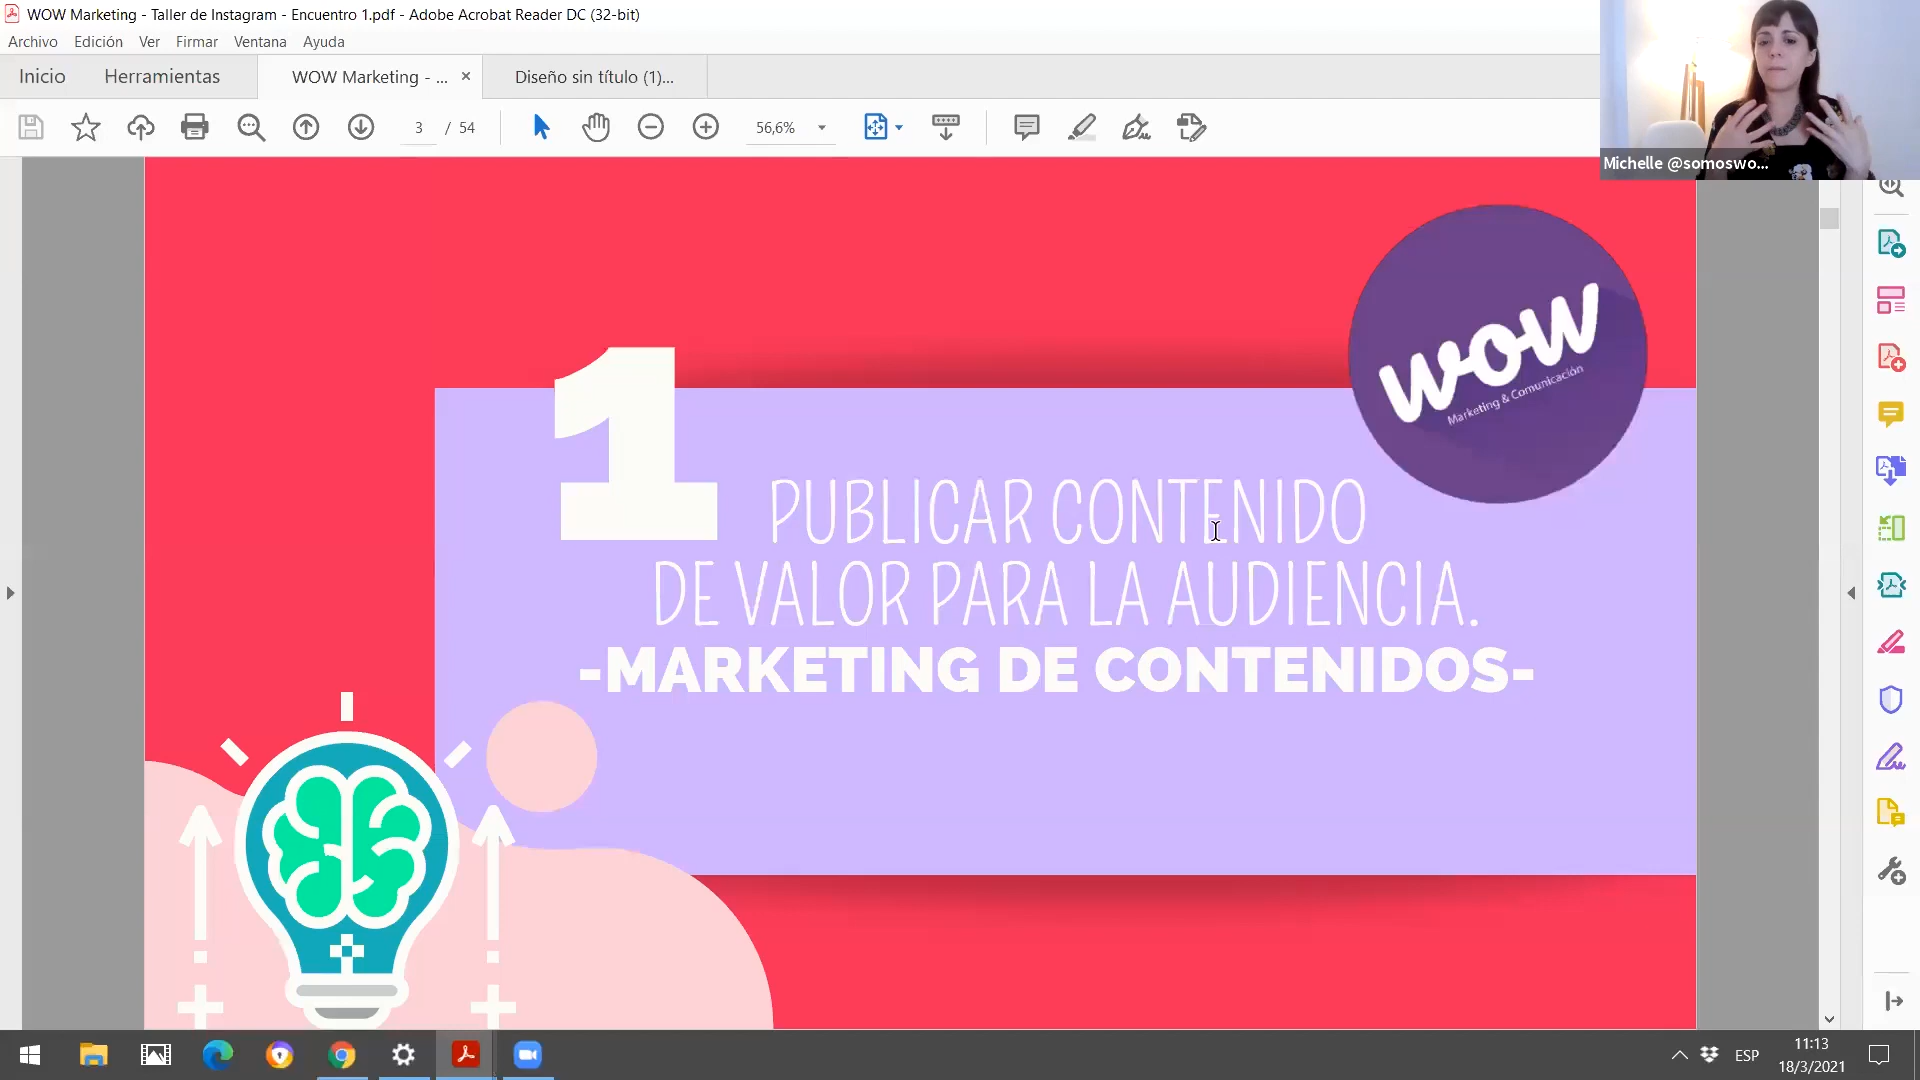 WOW Marketing - Taller de Instagram - Encuentro 1.pdf - Adobe Acrobat Reader DC (32-bit)
Archivo Edición Ver Firmar Ventana Ayuda
Inicio Herramientas WOW Marketing - ... × Diseño sin título (1)...
3 / 54 56,6%
Michelle @somoswo...
wow
Marketing & Comunicación
1 PUBLICAR CONTENIDO
DE VALOR PARA LA AUDIENCIA.
-MARKETING DE CONTENIDOS-
ESP
11:13
18/3/2021